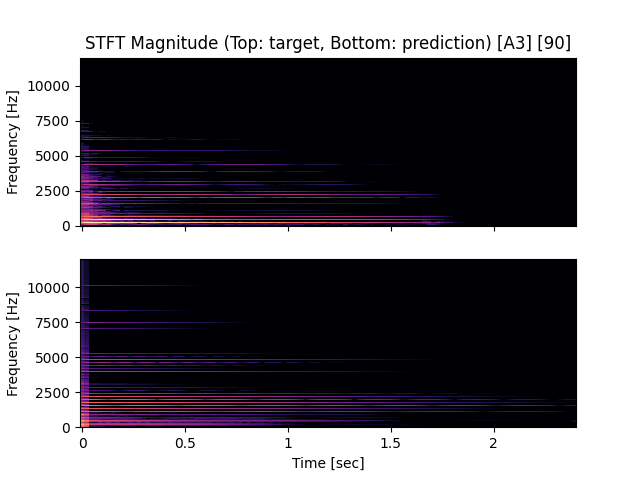 STFT Magnitude (Top: target, Bottom: prediction) [A3] [90]
Frequency [Hz]
10000
7500
5000
2500
0
Frequency [Hz]
10000
7500
5000
2500
0
0 0.5 1 1.5 2
Time [sec]